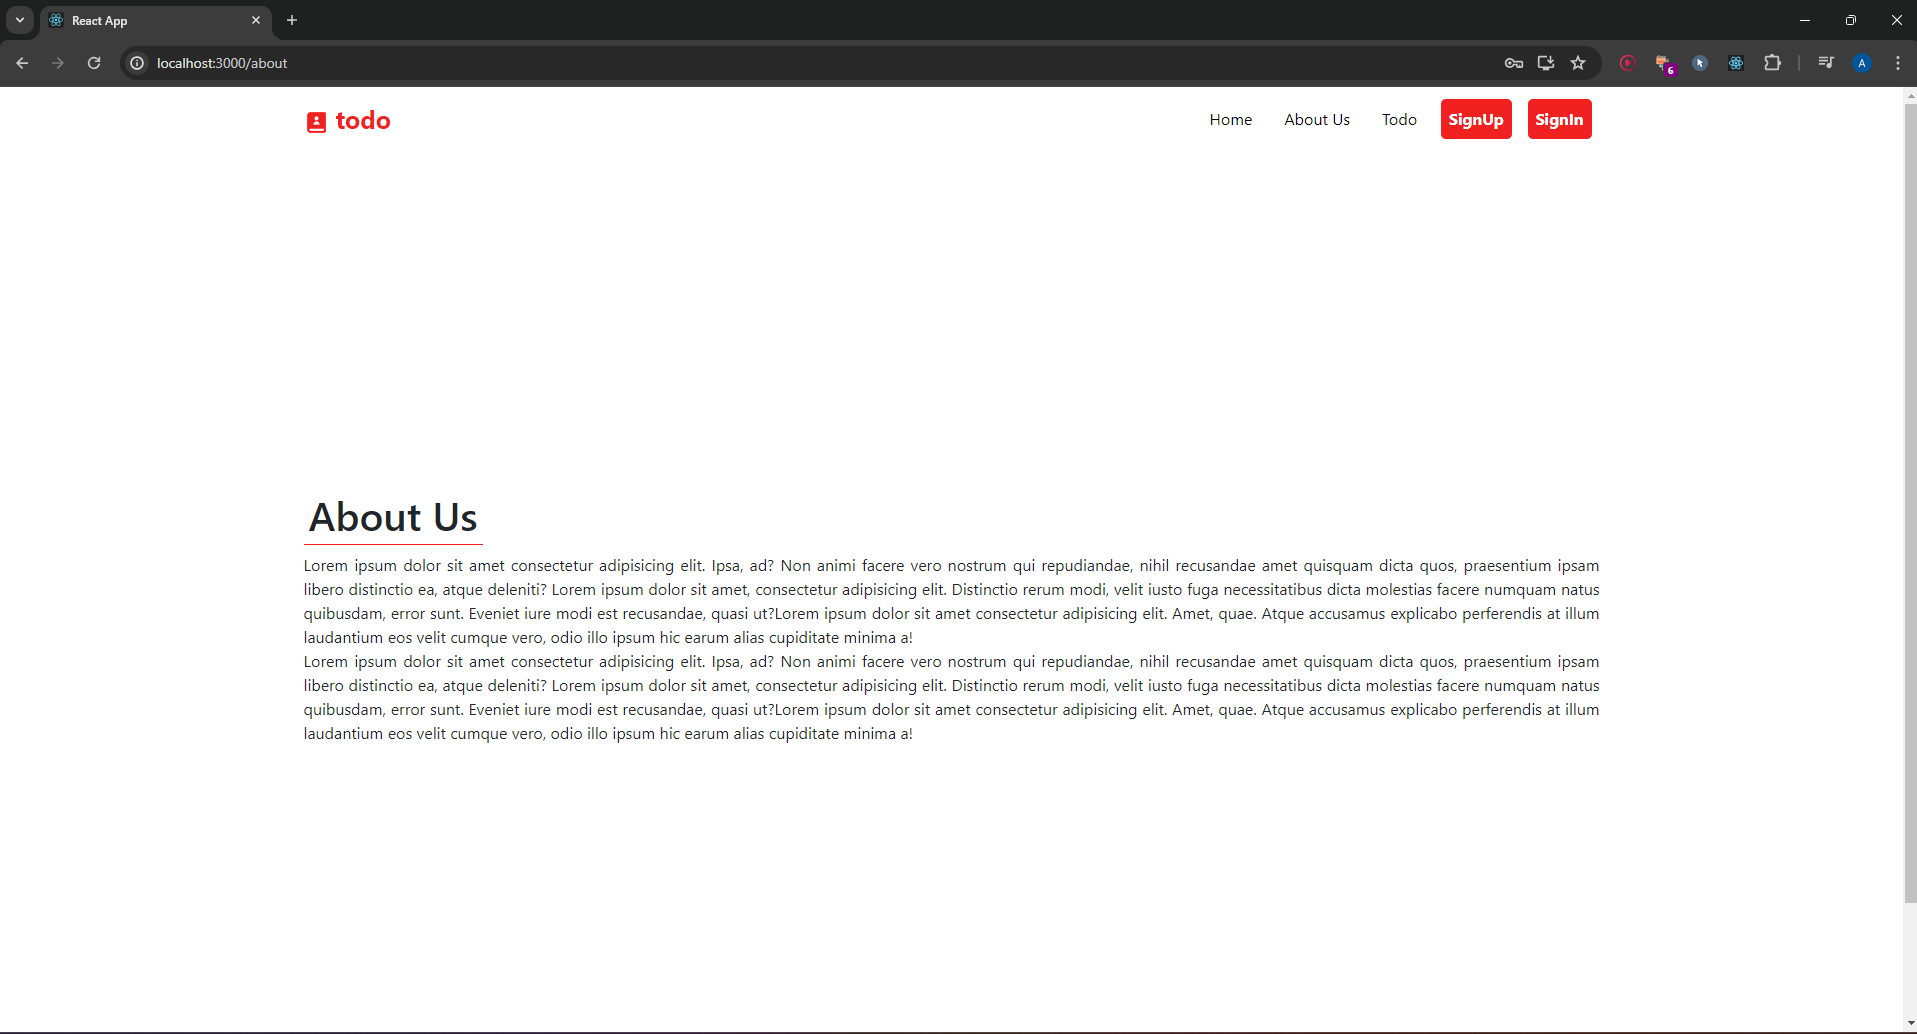 React App
localhost:3000/about
6
A
todo
Home
About Us
Todo
SignUp
SignIn
About Us
Lorem ipsum dolor sit amet consectetur adipisicing elit. Ipsa, ad? Non animi facere vero nostrum qui repudiandae, nihil recusandae amet quisquam dicta quos, praesentium ipsam
libero distinctio ea, atque deleniti? Lorem ipsum dolor sit amet, consectetur adipisicing elit. Distinctio rerum modi, velit iusto fuga necessitatibus dicta molestias facere numquam natus
quibusdam, error sunt. Eveniet iure modi est recusandae, quasi ut?Lorem ipsum dolor sit amet consectetur adipisicing elit. Amet, quae. Atque accusamus explicabo perferendis at illum
laudantium eos velit cumque vero, odio illo ipsum hic earum alias cupiditate minima a!
Lorem ipsum dolor sit amet consectetur adipisicing elit. Ipsa, ad? Non animi facere vero nostrum qui repudiandae, nihil recusandae amet quisquam dicta quos, praesentium ipsam
libero distinctio ea, atque deleniti? Lorem ipsum dolor sit amet, consectetur adipisicing elit. Distinctio rerum modi, velit iusto fuga necessitatibus dicta molestias facere numquam natus
quibusdam, error sunt. Eveniet iure modi est recusandae, quasi ut?Lorem ipsum dolor sit amet consectetur adipisicing elit. Amet, quae. Atque accusamus explicabo perferendis at illum
laudantium eos velit cumque vero, odio illo ipsum hic earum alias cupiditate minima a!